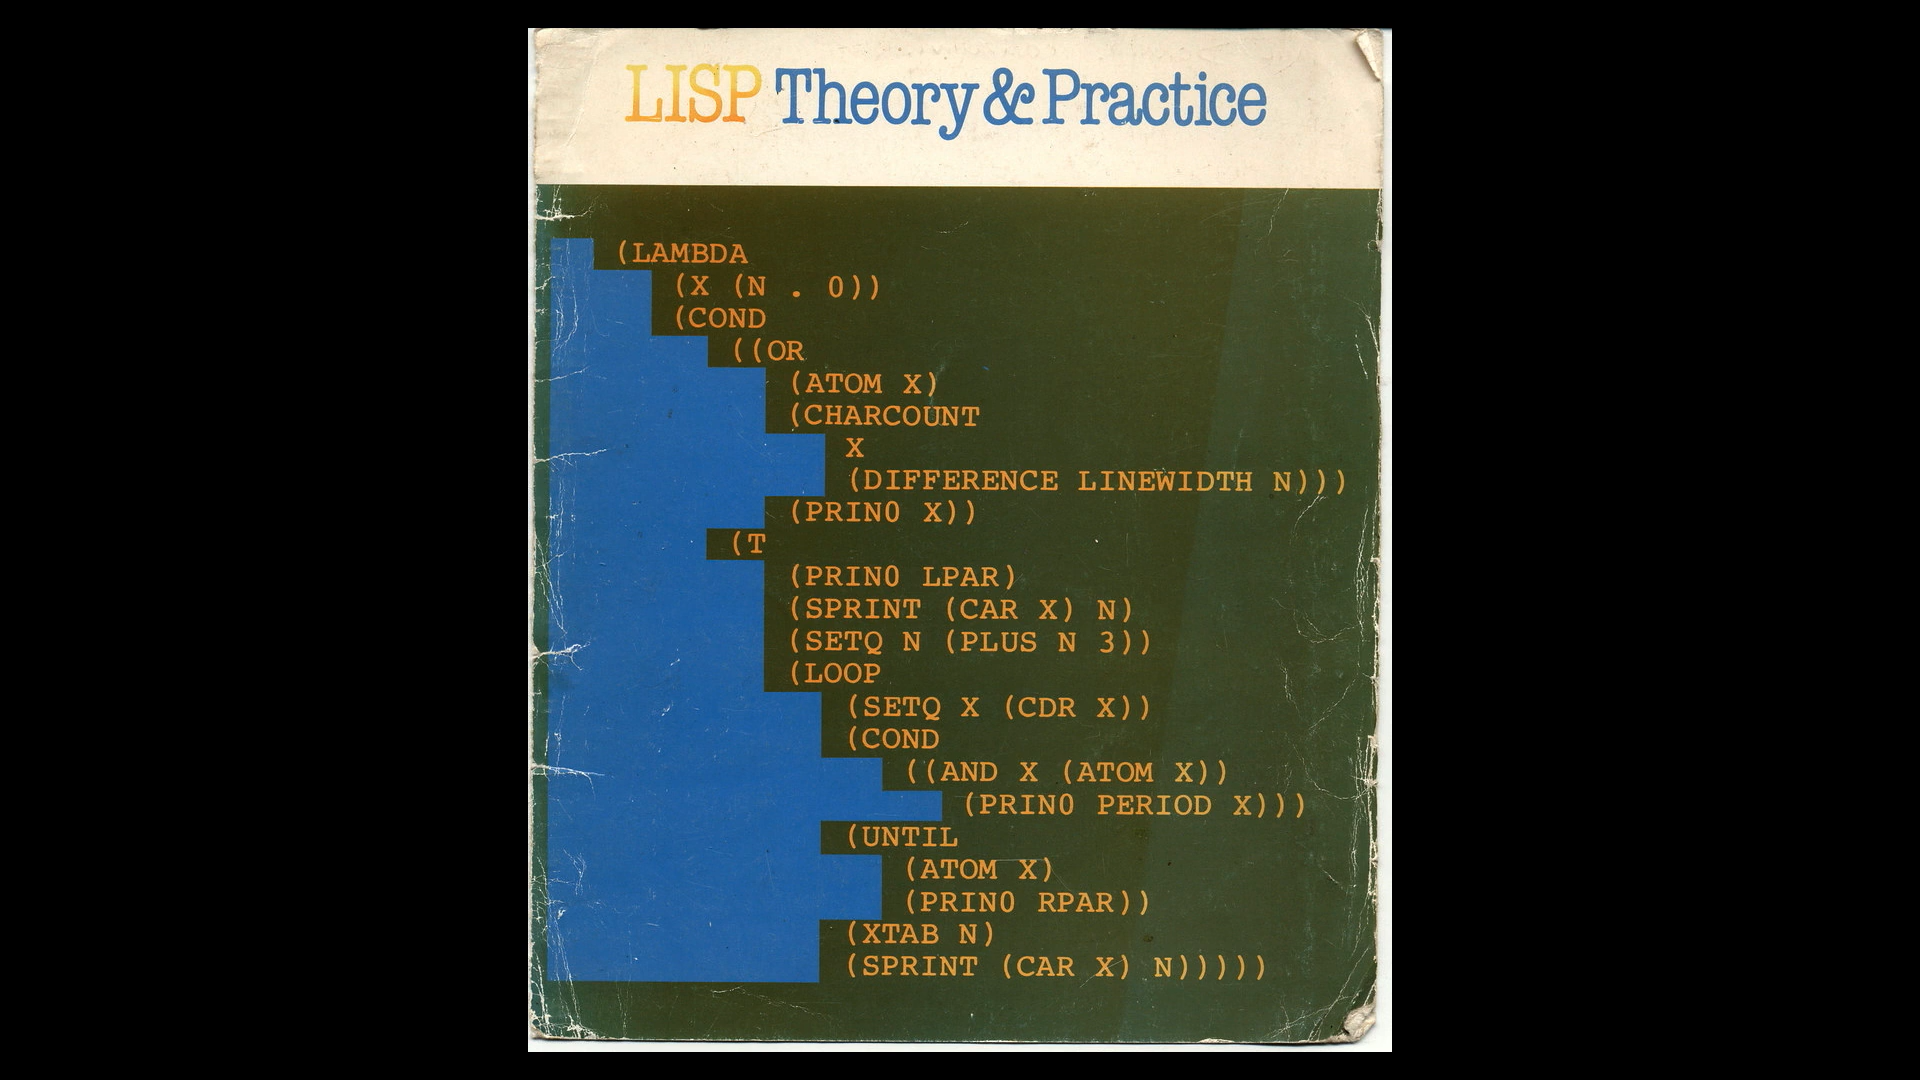 LISP Theory & Practice
(LAMBDA
(X (N . 0))
(COND
((OR
(ATOM X)
(CHARCOUNT
X
(DIFFERENCE LINEWIDTH N)))
(PRIN0 X))
(T
(PRIN0 LPAR)
(SPRINT (CAR X) N)
(SETQ N (PLUS N 3))
(LOOP
(SETQ X (CDR X))
(COND
((AND X (ATOM X))
(PRIN0 PERIOD X)))
(UNTIL
(ATOM X)
(PRIN0 RPAR))
(XTAB N)
(SPRINT (CAR X) N)))))